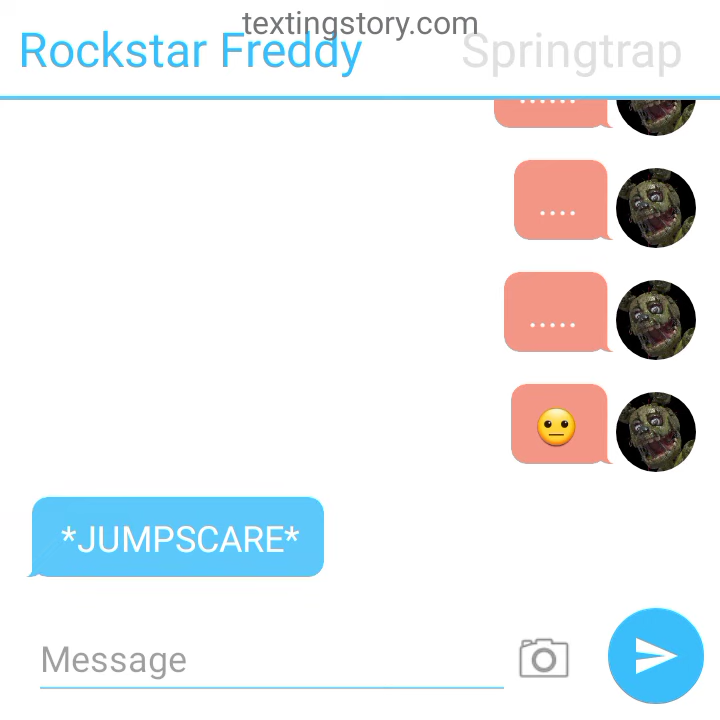 textingstory.com
Rockstar Freddy Springtrap
......
....
.....
😐
*JUMPSCARE*
Message